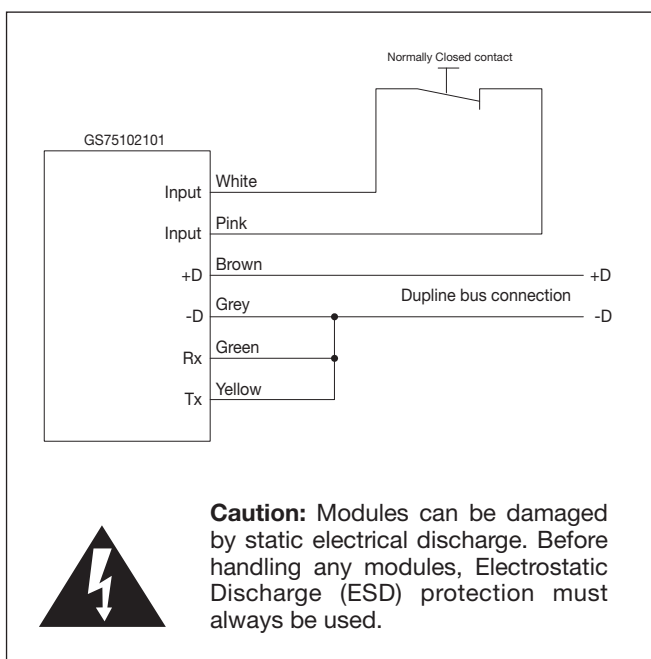 Normally Closed contact
GS75102101
Input White
Input Pink
+D Brown +D
Dupline bus connection
-D Grey -D
Rx Green
Tx Yellow
Caution: Modules can be damaged
by static electrical discharge. Before
handling any modules, Electrostatic
Discharge (ESD) protection must
always be used.